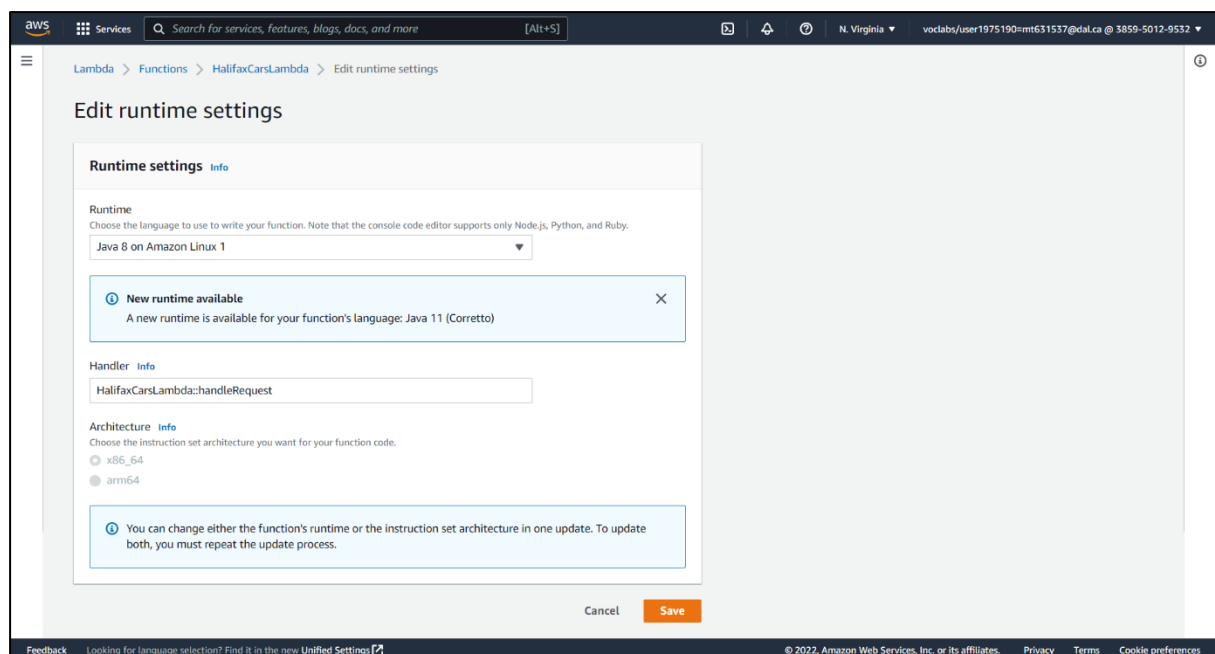 aws
Services
Search for services, features, blogs, docs, and more
[Alt+S]
N. Virginia
voclabs/user1975190=mt631537@dal.ca @ 3859-5012-9532
Lambda > Functions > HalifaxCarsLambda > Edit runtime settings
Edit runtime settings
Runtime settings Info
Runtime
Choose the language to use to write your function. Note that the console code editor supports only Node.js, Python, and Ruby.
Java 8 on Amazon Linux 1
New runtime available
A new runtime is available for your function's language: Java 11 (Corretto)
Handler Info
HalifaxCarsLambda::handleRequest
Architecture Info
Choose the instruction set architecture you want for your function code.
x86_64
arm64
You can change either the function's runtime or the instruction set architecture in one update. To update
both, you must repeat the update process.
Cancel
Save
Feedback
Looking for language selection? Find it in the new Unified Settings
© 2022, Amazon Web Services, Inc. or its affiliates.
Privacy
Terms
Cookie preferences